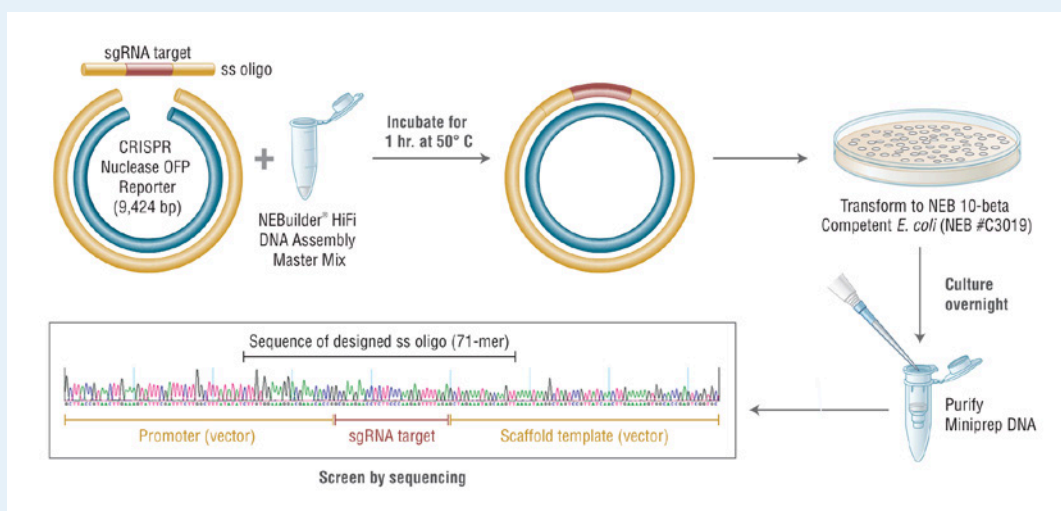 sgRNA target
ss oligo
CRISPR
Nuclease OFP
Reporter
(9,424 bp)
+
NEBuilder® HiFi
DNA Assembly
Master Mix
Incubate for
1 hr. at 50° C
Transform to NEB 10-beta
Competent E. coli (NEB #C3019)
Culture
overnight
Purify
Miniprep DNA
Sequence of designed ss oligo (71-mer)
Promoter (vector)
sgRNA target
Scaffold template (vector)
Screen by sequencing